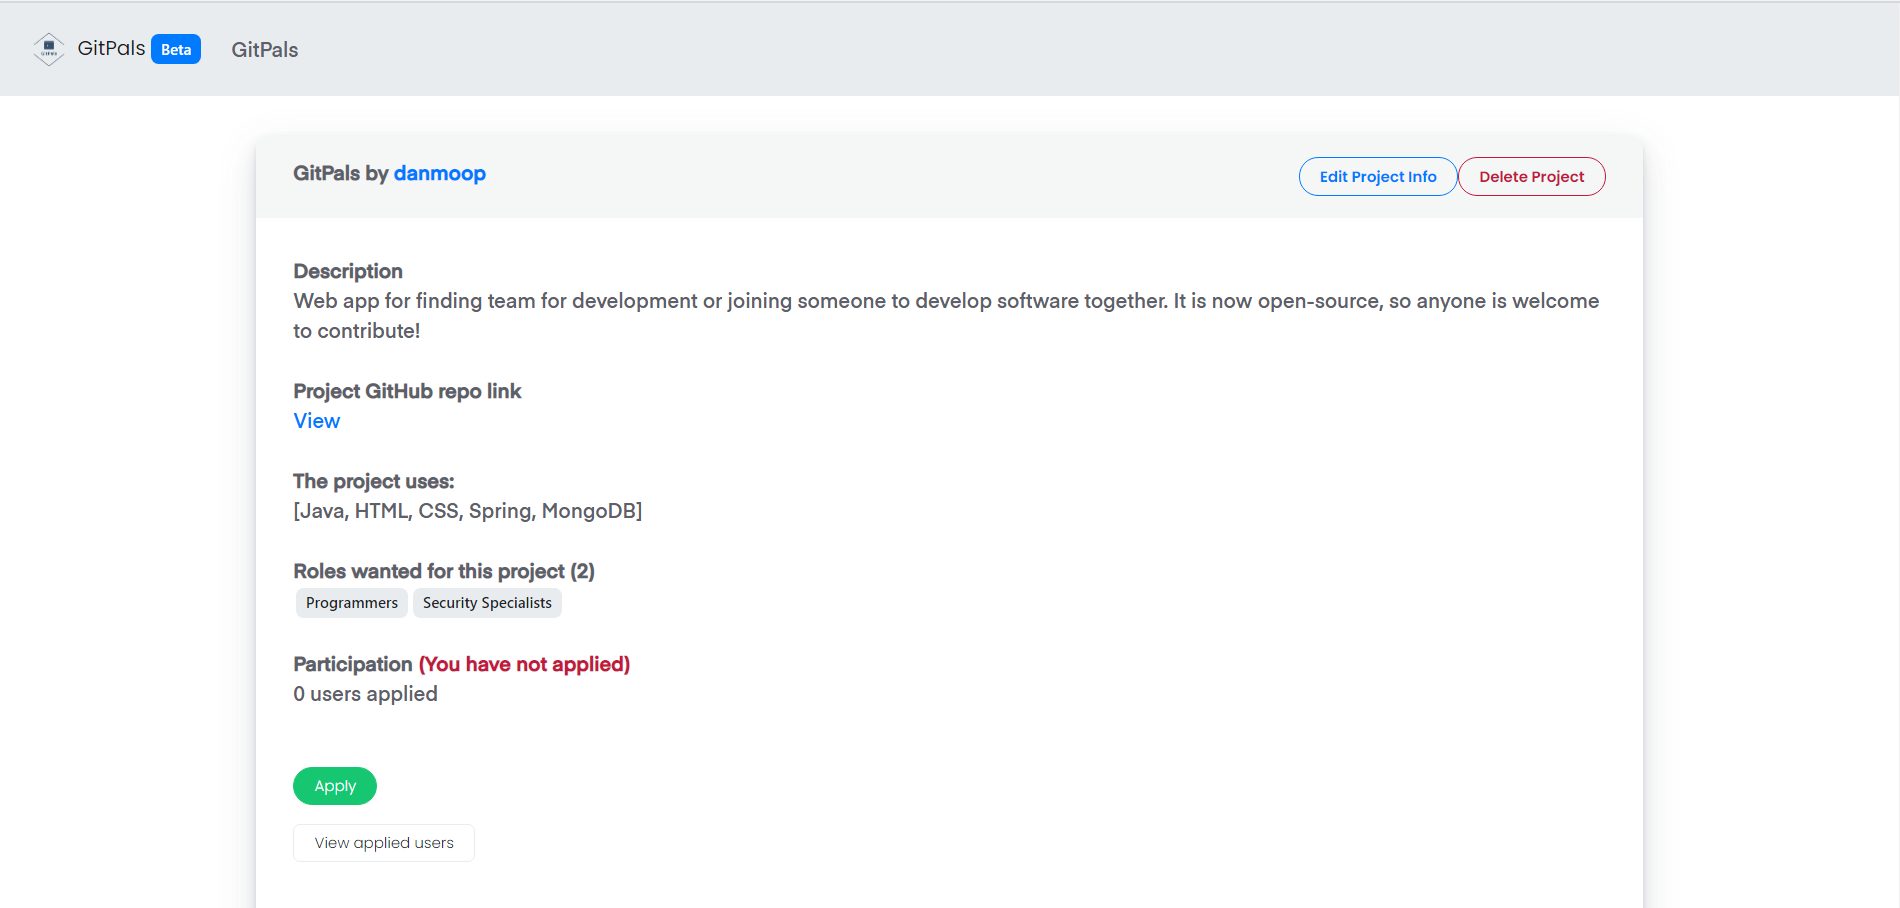 GitPals Beta GitPals
GitPals by danmoop
Edit Project Info Delete Project
Description
Web app for finding team for development or joining someone to develop software together. It is now open-source, so anyone is welcome
to contribute!
Project GitHub repo link
View
The project uses:
[Java, HTML, CSS, Spring, MongoDB]
Roles wanted for this project (2)
Programmers Security Specialists
Participation (You have not applied)
0 users applied
Apply
View applied users